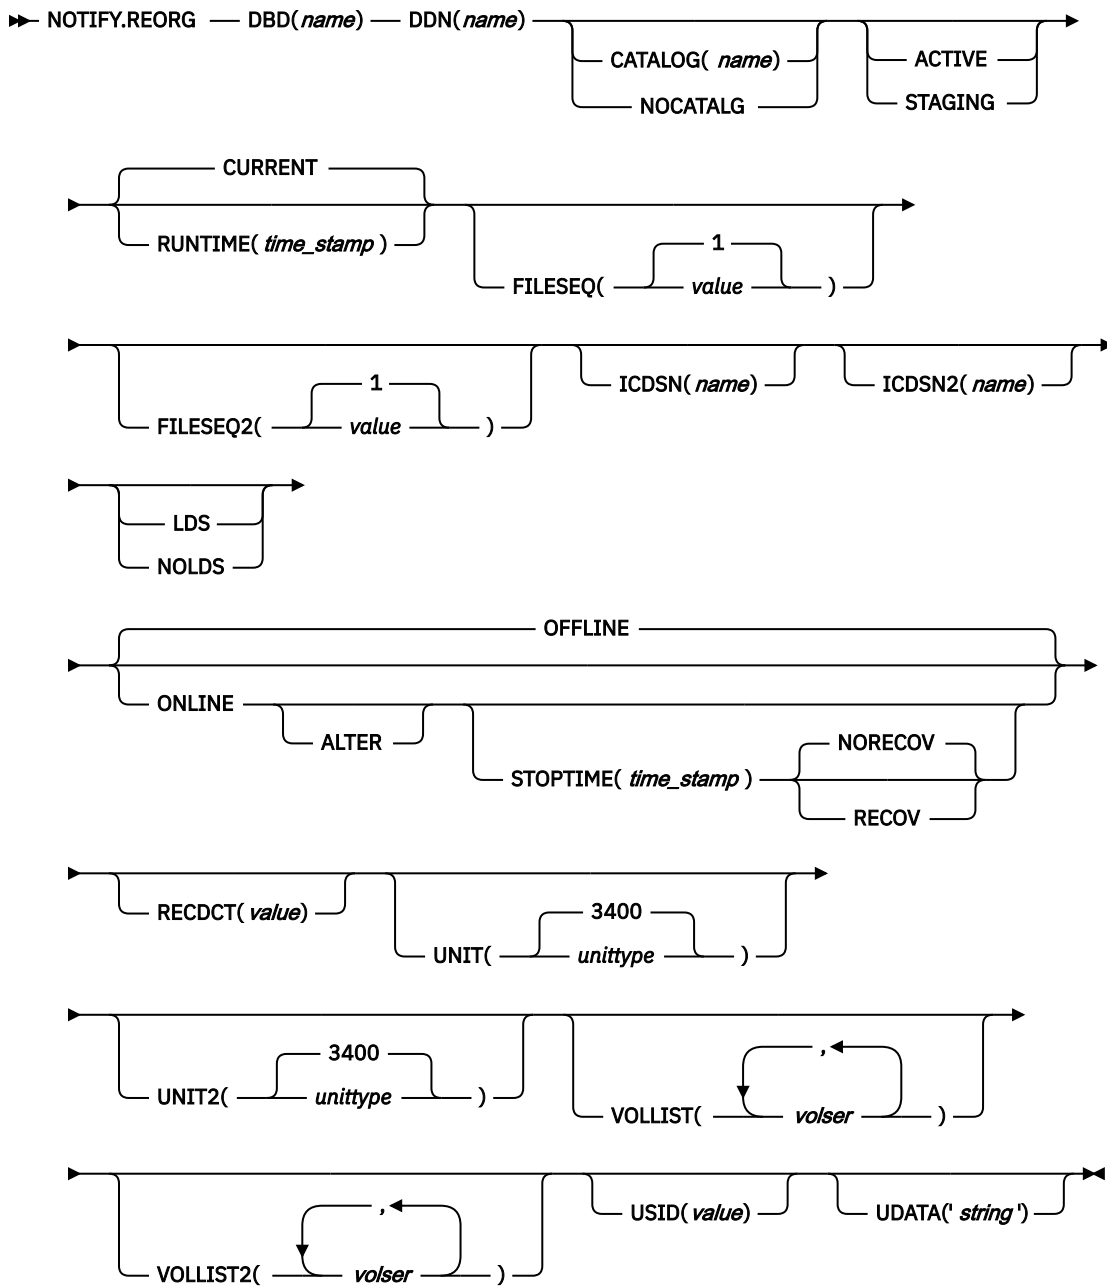 NOTIFY.REORG DBD(name) DDN(name)
CATALOG( name) ACTIVE
NOCATALG STAGING
CURRENT
RUNTIME( time_stamp )
1
FILESEQ( value )
1 ICDSN(name) ICDSN2(name)
FILESEQ2( value )
LDS
NOLDS
OFFLINE
ONLINE
ALTER NORECOV
STOPTIME( time_stamp )
RECOV
RECDCT( value) 3400
UNIT( unittype )
3400 ,
UNIT2( unittype ) VOLLIST( volser )
, USID( value) UDATA(' string ')
VOLLIST2( volser )